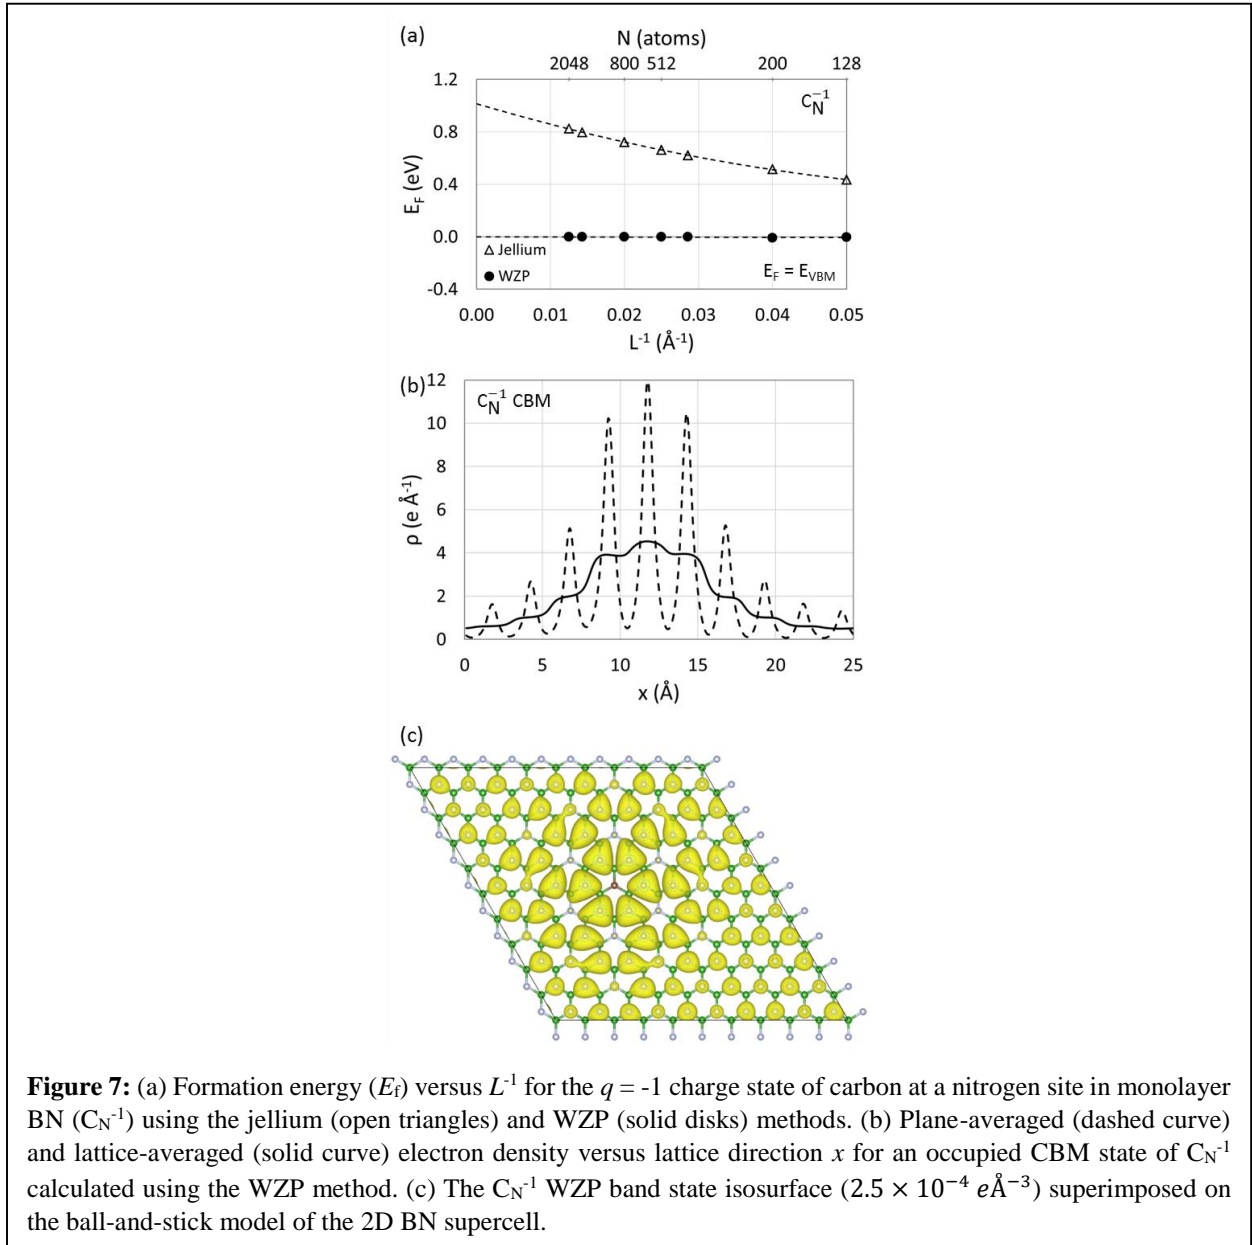 (a)
N (atoms)
2048 800 512 200 128
1.2
0.8
0.4
0.0
-0.4
E_F (eV)
C_N^−1
△ Jellium
● WZP
E_F = E_VBM
0.00 0.01 0.02 0.03 0.04 0.05
L^-1 (Å^-1)
(b)
12
10
8
6
4
2
0
ρ (e Å^-1)
C_N^−1 CBM
0 5 10 15 20 25
x (Å)
(c)
Figure 7: (a) Formation energy (E_f) versus L^-1 for the q = -1 charge state of carbon at a nitrogen site in monolayer
BN (C_N^-1) using the jellium (open triangles) and WZP (solid disks) methods. (b) Plane-averaged (dashed curve)
and lattice-averaged (solid curve) electron density versus lattice direction x for an occupied CBM state of C_N^-1
calculated using the WZP method. (c) The C_N^-1 WZP band state isosurface (2.5 × 10^−4 eÅ^−3) superimposed on
the ball-and-stick model of the 2D BN supercell.